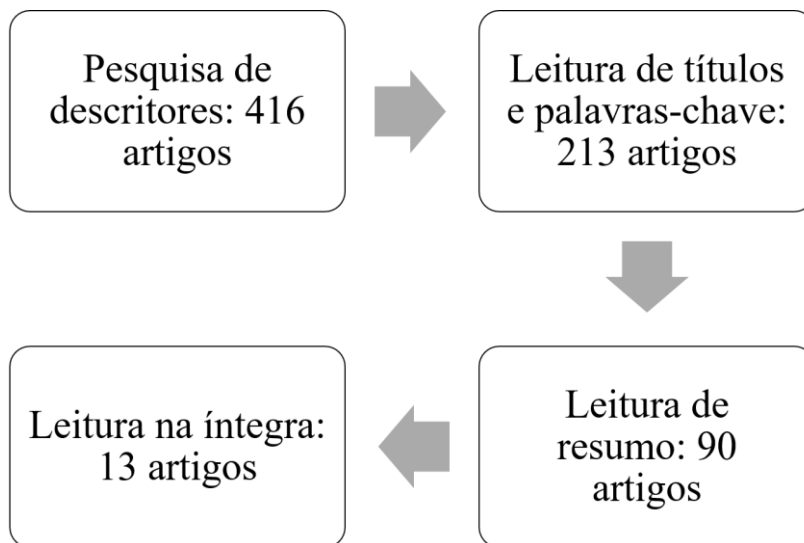 Pesquisa de
descritores: 416
artigos
Leitura de títulos
e palavras-chave:
213 artigos
Leitura de
resumo: 90
artigos
Leitura na íntegra:
13 artigos